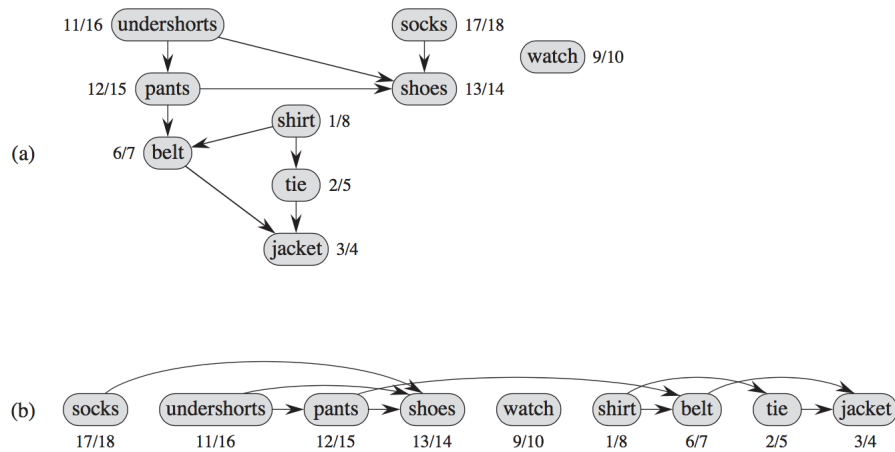 11/16 undershorts socks 17/18
watch 9/10
12/15 pants shoes 13/14
shirt 1/8
(a) 6/7 belt
tie 2/5
jacket 3/4
(b) socks undershorts pants shoes watch shirt belt tie jacket
17/18 11/16 12/15 13/14 9/10 1/8 6/7 2/5 3/4